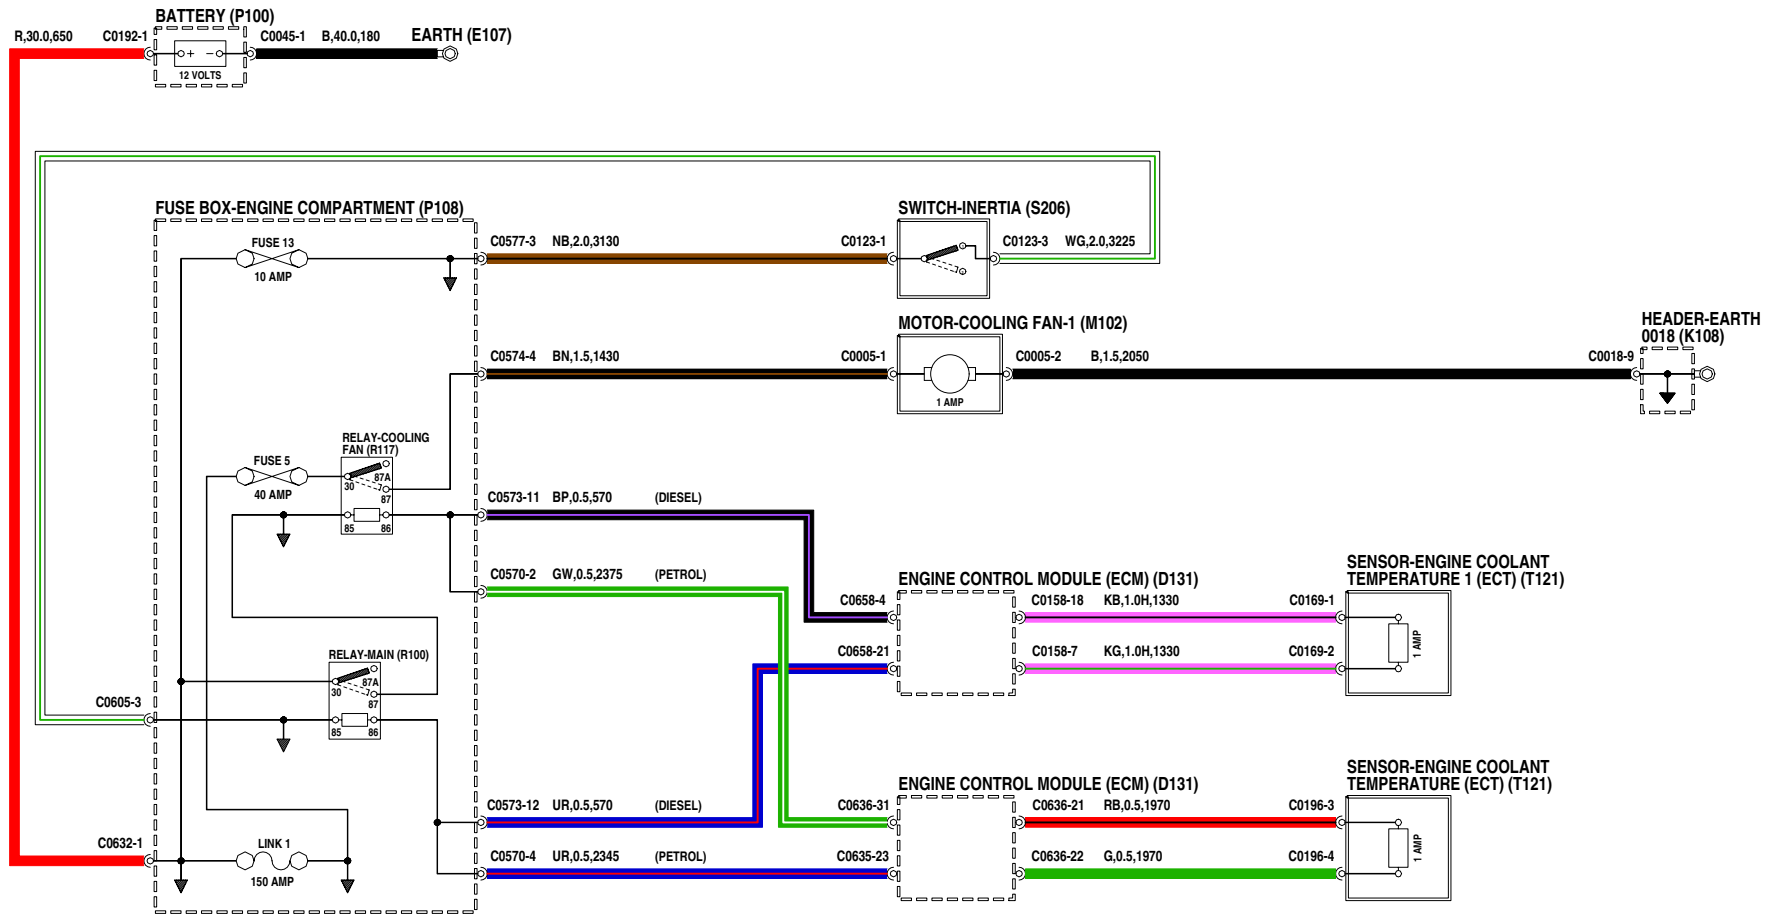 BATTERY (P100)
R,30.0,650
C0192-1
C0045-1
B,40.0,180
EARTH (E107)
+ -
12 VOLTS
FUSE BOX-ENGINE COMPARTMENT (P108)
SWITCH-INERTIA (S206)
FUSE 13
10 AMP
C0577-3
NB,2.0,3130
C0123-1
C0123-3
WG,2.0,3225
MOTOR-COOLING FAN-1 (M102)
HEADER-EARTH
0018 (K108)
C0574-4
BN,1.5,1430
C0005-1
C0005-2
B,1.5,2050
C0018-9
1 AMP
RELAY-COOLING
FAN (R117)
FUSE 5
40 AMP
87A
30
87
85
86
C0573-11
BP,0.5,570
(DIESEL)
C0570-2
GW,0.5,2375
(PETROL)
ENGINE CONTROL MODULE (ECM) (D131)
SENSOR-ENGINE COOLANT
TEMPERATURE 1 (ECT) (T121)
C0658-4
C0158-18
KB,1.0H,1330
C0169-1
C0658-21
C0158-7
KG,1.0H,1330
C0169-2
1 AMP
RELAY-MAIN (R100)
87A
30
87
85
86
C0605-3
ENGINE CONTROL MODULE (ECM) (D131)
SENSOR-ENGINE COOLANT
TEMPERATURE (ECT) (T121)
C0573-12
UR,0.5,570
(DIESEL)
C0636-31
C0636-21
RB,0.5,1970
C0196-3
C0632-1
LINK 1
150 AMP
C0570-4
UR,0.5,2345
(PETROL)
C0635-23
C0636-22
G,0.5,1970
C0196-4
1 AMP